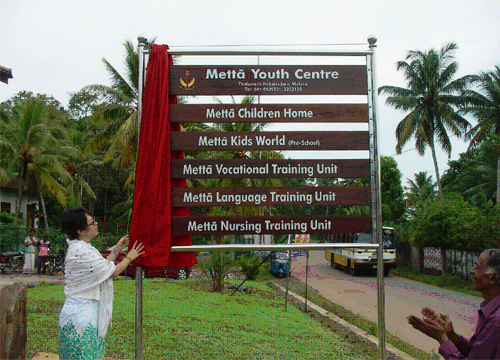 Mettā Youth Centre
Mettā Children Home
Mettā Kids World (Pre-School)
Mettā Vocational Training Unit
Mettā Language Training Unit
Mettā Nursing Training Unit